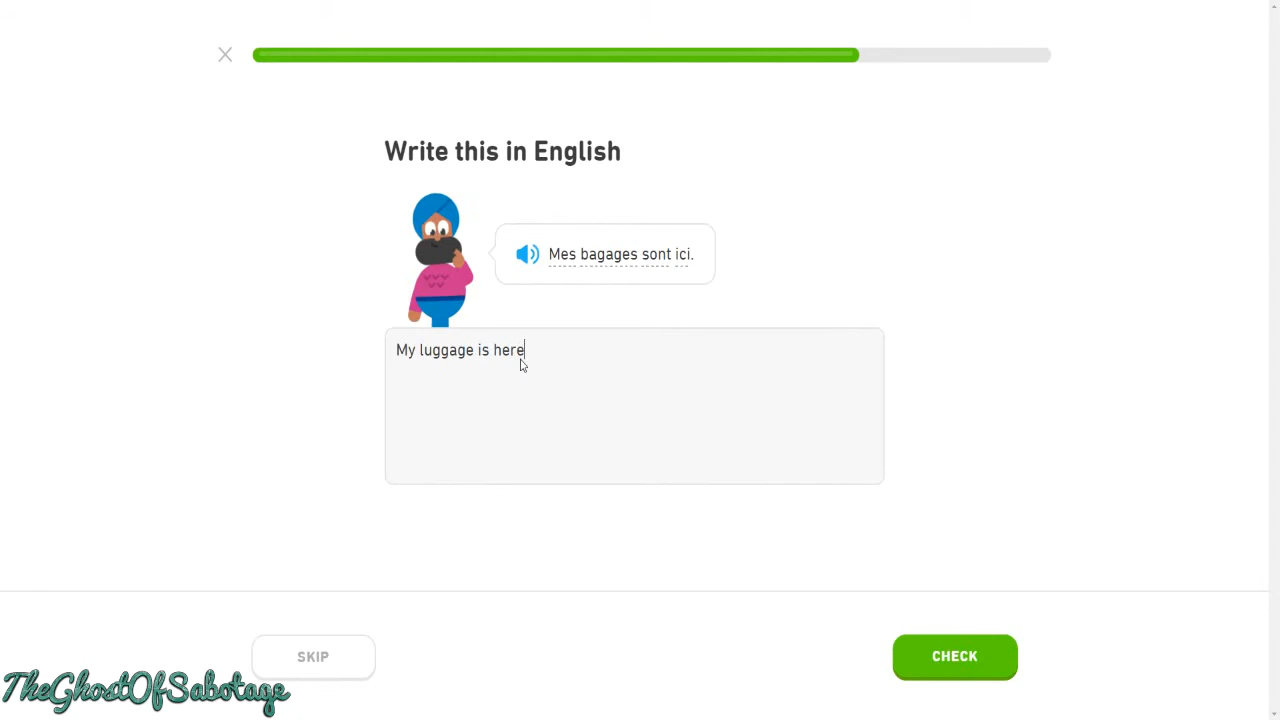 Write this in English
Mes bagages sont ici.
My luggage is here
SKIP
CHECK
TheGhostOfSabotage